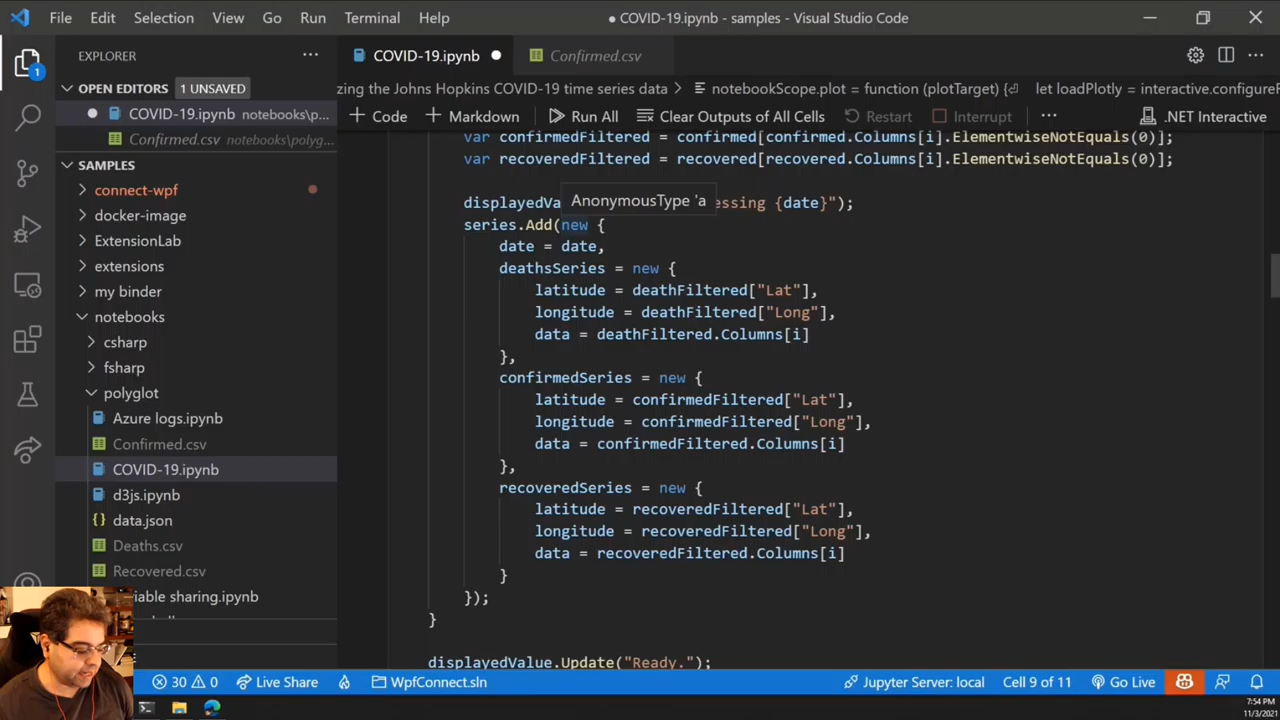 File Edit Selection View Go Run Terminal Help ● COVID-19.ipynb - samples - Visual Studio Code
EXPLORER
COVID-19.ipynb
Confirmed.csv
OPEN EDITORS 1 UNSAVED
zing the Johns Hopkins COVID-19 time series data > notebookScope.plot = function (plotTarget) {⏎ let loadPlotly = interactive.configureR
COVID-19.ipynb notebooks\p...
+ Code + Markdown Run All Clear Outputs of All Cells Restart Interrupt ... .NET Interactive
Confirmed.csv notebooks\polyg...
var confirmedFiltered = confirmed[confirmed.Columns[i].ElementwiseNotEquals(0)];
var recoveredFiltered = recovered[recovered.Columns[i].ElementwiseNotEquals(0)];
SAMPLES
connect-wpf
docker-image
ExtensionLab
extensions
my binder
notebooks
csharp
fsharp
polyglot
Azure logs.ipynb
Confirmed.csv
COVID-19.ipynb
d3js.ipynb
data.json
Deaths.csv
Recovered.csv
riable sharing.ipynb
AnonymousType 'a
displayedVa essing {date}");
series.Add(new {
date = date,
deathsSeries = new {
latitude = deathFiltered["Lat"],
longitude = deathFiltered["Long"],
data = deathFiltered.Columns[i]
},
confirmedSeries = new {
latitude = confirmedFiltered["Lat"],
longitude = confirmedFiltered["Long"],
data = confirmedFiltered.Columns[i]
},
recoveredSeries = new {
latitude = recoveredFiltered["Lat"],
longitude = recoveredFiltered["Long"],
data = recoveredFiltered.Columns[i]
}
});
}
displayedValue.Update("Ready.");
30 0 Live Share WpfConnect.sln Jupyter Server: local Cell 9 of 11 Go Live
7:54 PM
11/3/2021